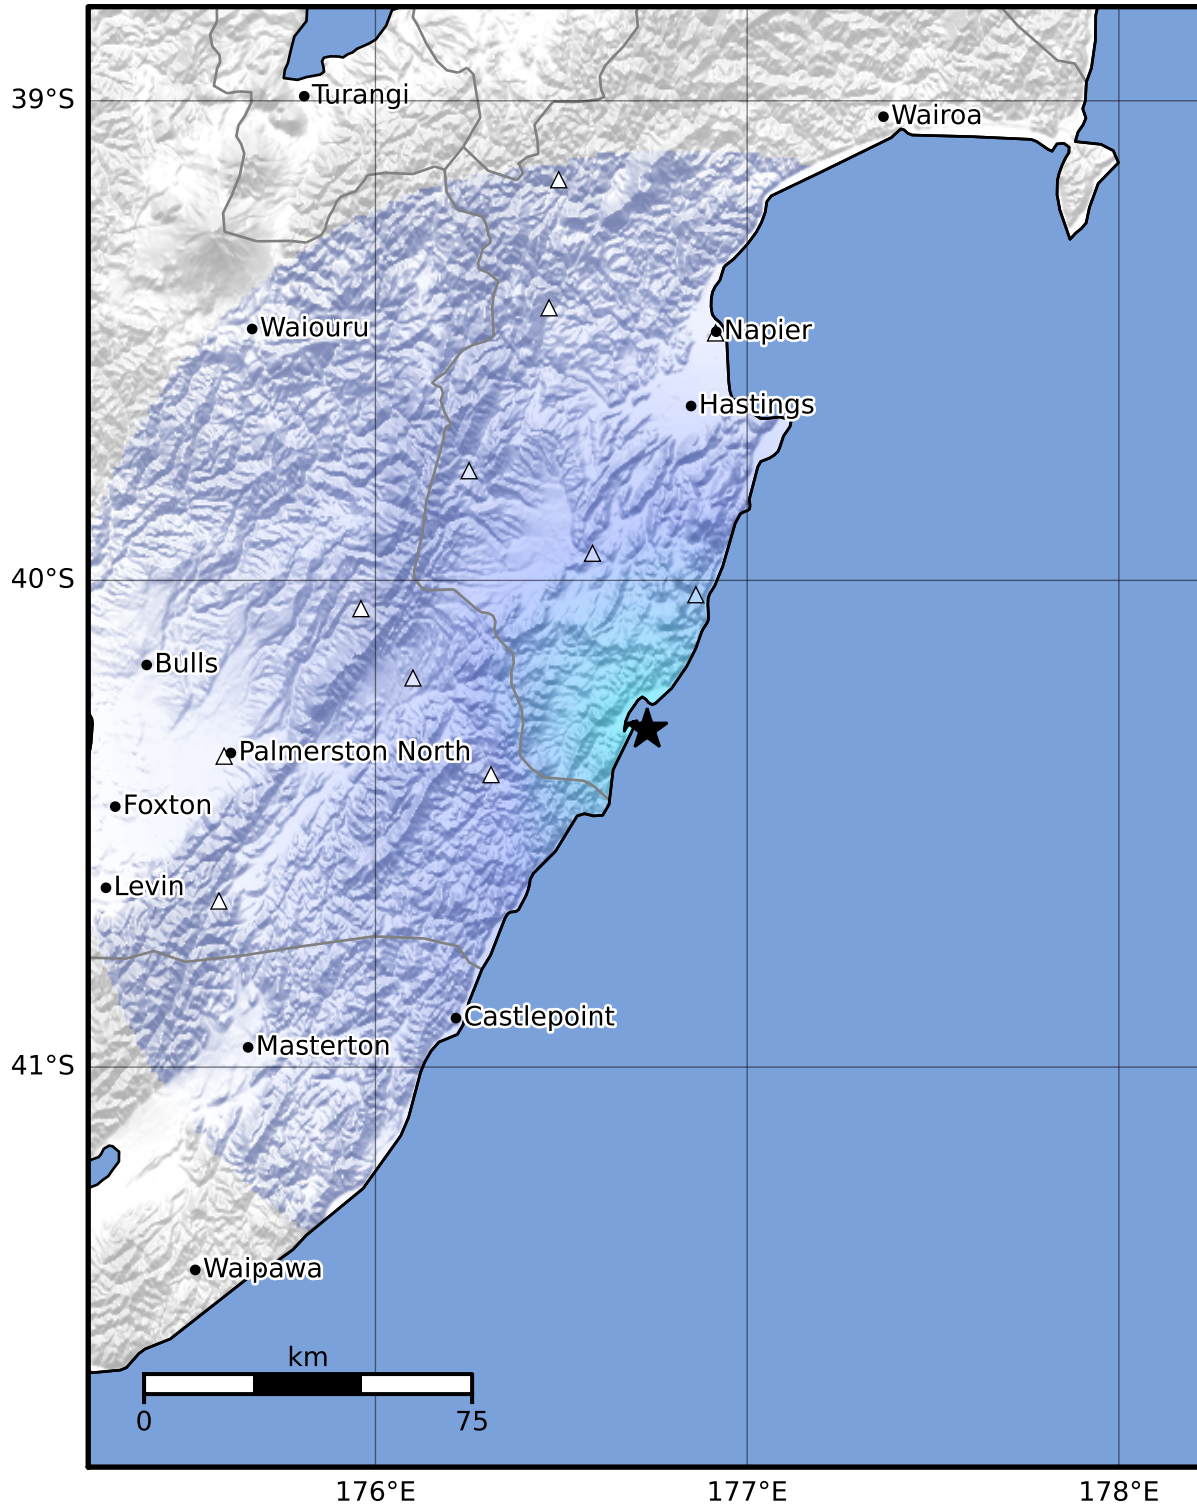 39°S
Turangi
Wairoa
Waiouru
Napier
Hastings
40°S
Bulls
Palmerston North
Foxton
Levin
Castlepoint
Masterton
41°S
Waipawa
km
0
75
176°E
177°E
178°E